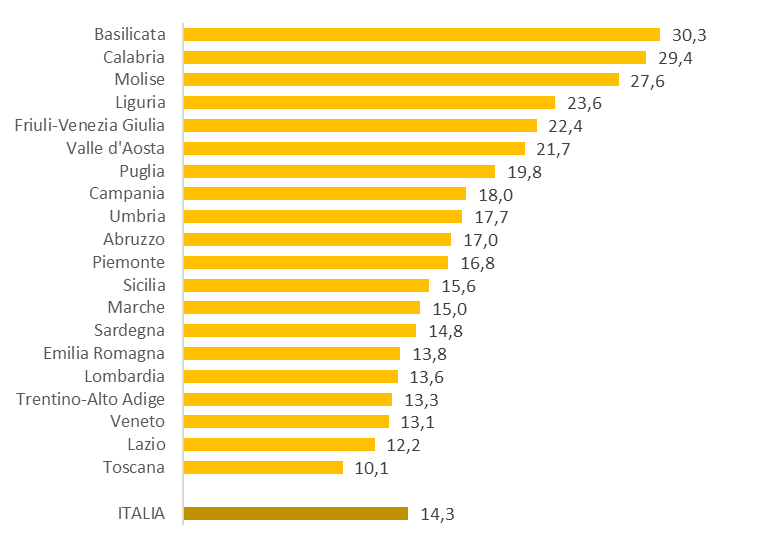 Basilicata 30,3
Calabria 29,4
Molise 27,6
Liguria 23,6
Friuli-Venezia Giulia 22,4
Valle d'Aosta 21,7
Puglia 19,8
Campania 18,0
Umbria 17,7
Abruzzo 17,0
Piemonte 16,8
Sicilia 15,6
Marche 15,0
Sardegna 14,8
Emilia Romagna 13,8
Lombardia 13,6
Trentino-Alto Adige 13,3
Veneto 13,1
Lazio 12,2
Toscana 10,1
ITALIA 14,3